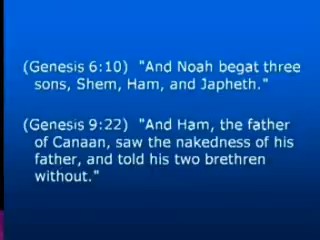 (Genesis 6:10)  "And Noah begat three
sons, Shem, Ham, and Japheth."
(Genesis 9:22)  "And Ham, the father
of Canaan, saw the nakedness of his
father, and told his two brethren
without."